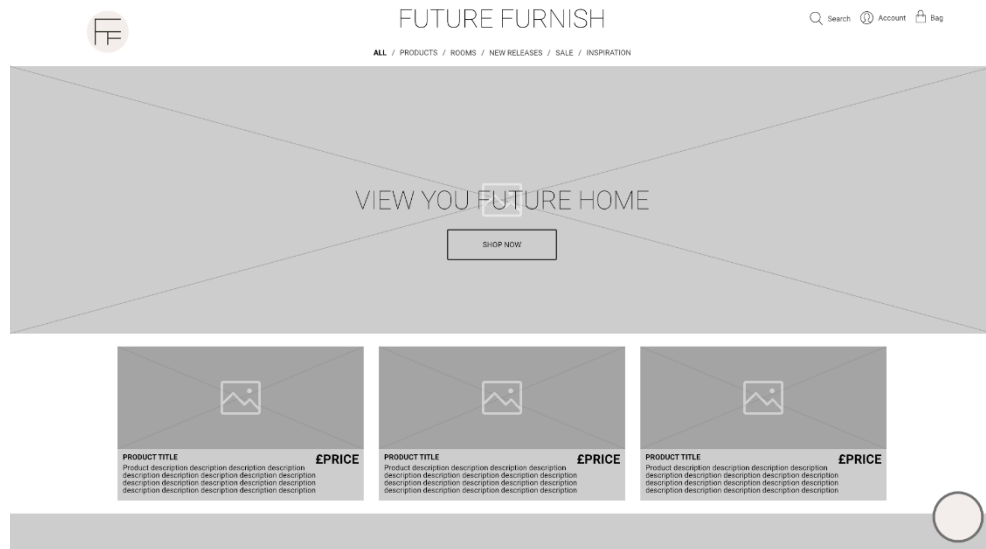 FF
FUTURE FURNISH
Search Account Bag
ALL / PRODUCTS / ROOMS / NEW RELEASES / SALE / INSPIRATION
VIEW YOU FUTURE HOME
SHOP NOW
PRODUCT TITLE £PRICE
Product description description description description
description description description description description
description description description description description
description description description description description
PRODUCT TITLE £PRICE
Product description description description description
description description description description description
description description description description description
description description description description description
PRODUCT TITLE £PRICE
Product description description description description
description description description description description
description description description description description
description description description description description